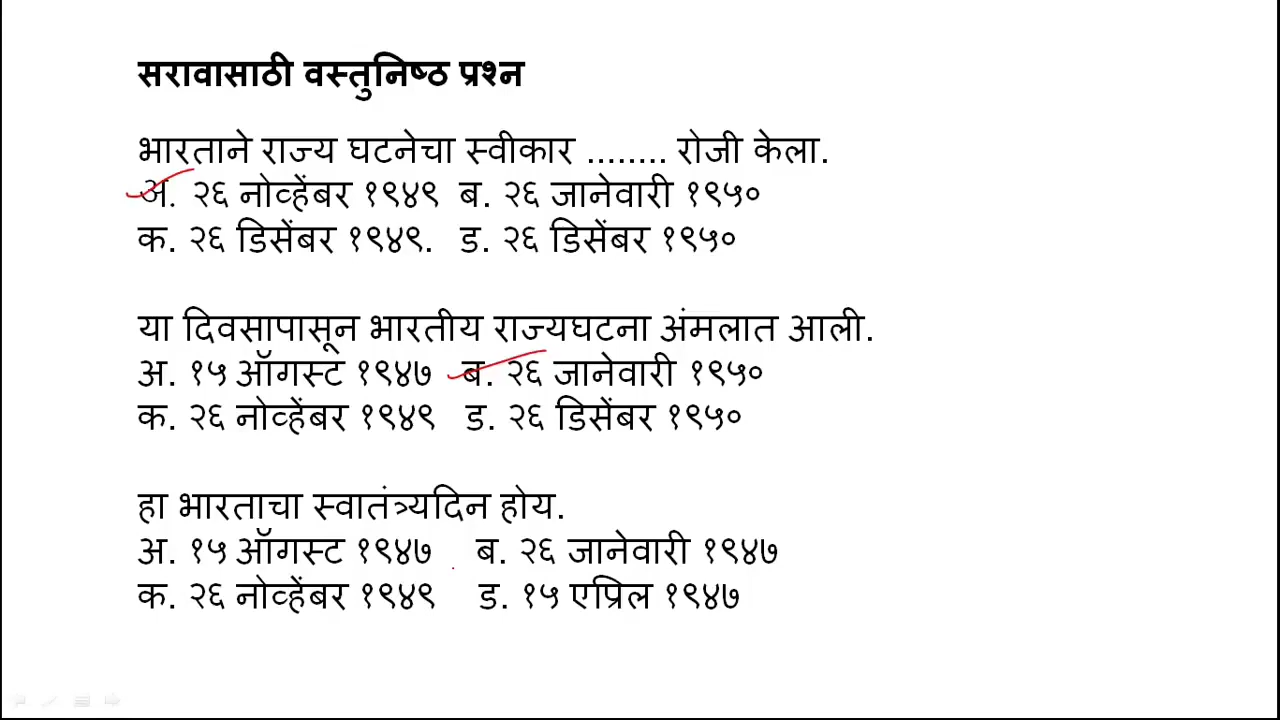 सरावासाठी वस्तुनिष्ठ प्रश्न
भारताने राज्य घटनेचा स्वीकार ........ रोजी केला.
अ. २६ नोव्हेंबर १९४९ ब. २६ जानेवारी १९५०
क. २६ डिसेंबर १९४९. ड. २६ डिसेंबर १९५०
या दिवसापासून भारतीय राज्यघटना अंमलात आली.
अ. १५ ऑगस्ट १९४७ ब. २६ जानेवारी १९५०
क. २६ नोव्हेंबर १९४९ ड. २६ डिसेंबर १९५०
हा भारताचा स्वातंत्र्यदिन होय.
अ. १५ ऑगस्ट १९४७ ब. २६ जानेवारी १९४७
क. २६ नोव्हेंबर १९४९ ड. १५ एप्रिल १९४७